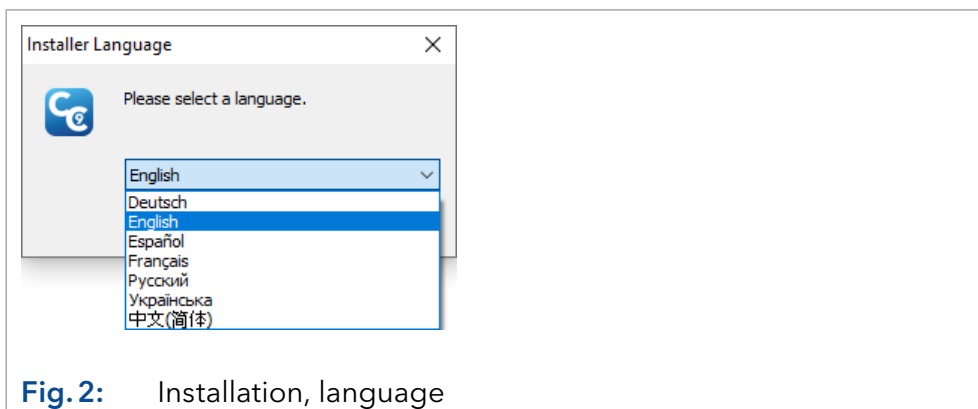 Installer Language
CC9
Please select a language.
English
Deutsch
English
Español
Français
Русский
Українська
中文(简体)
Fig. 2: Installation, language